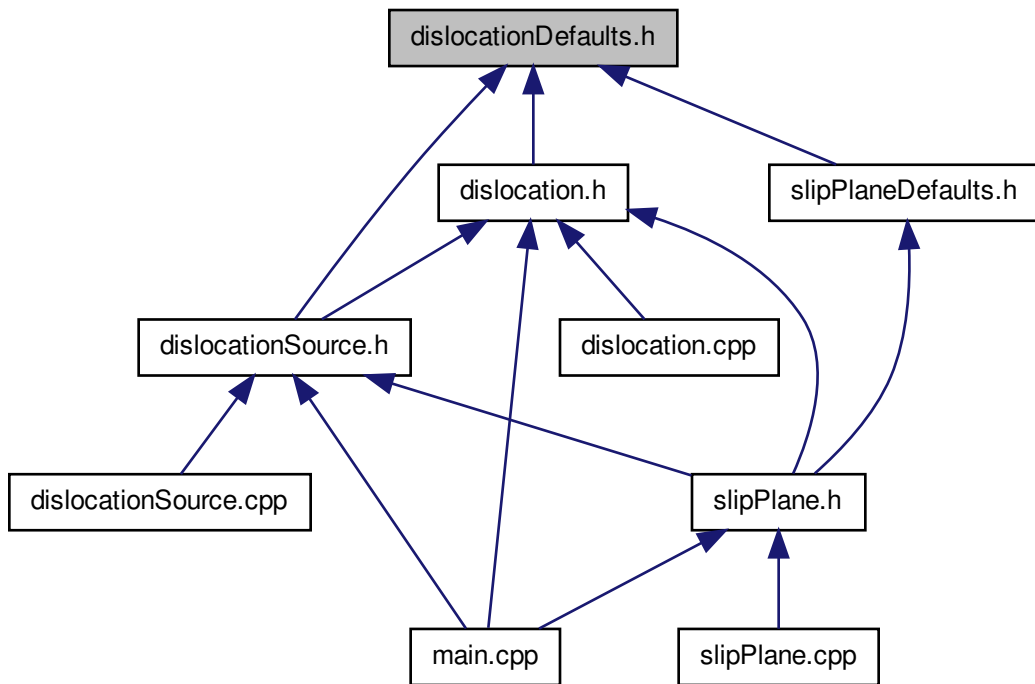 dislocationDefaults.h
dislocation.h
slipPlaneDefaults.h
dislocationSource.h
dislocation.cpp
dislocationSource.cpp
slipPlane.h
main.cpp
slipPlane.cpp